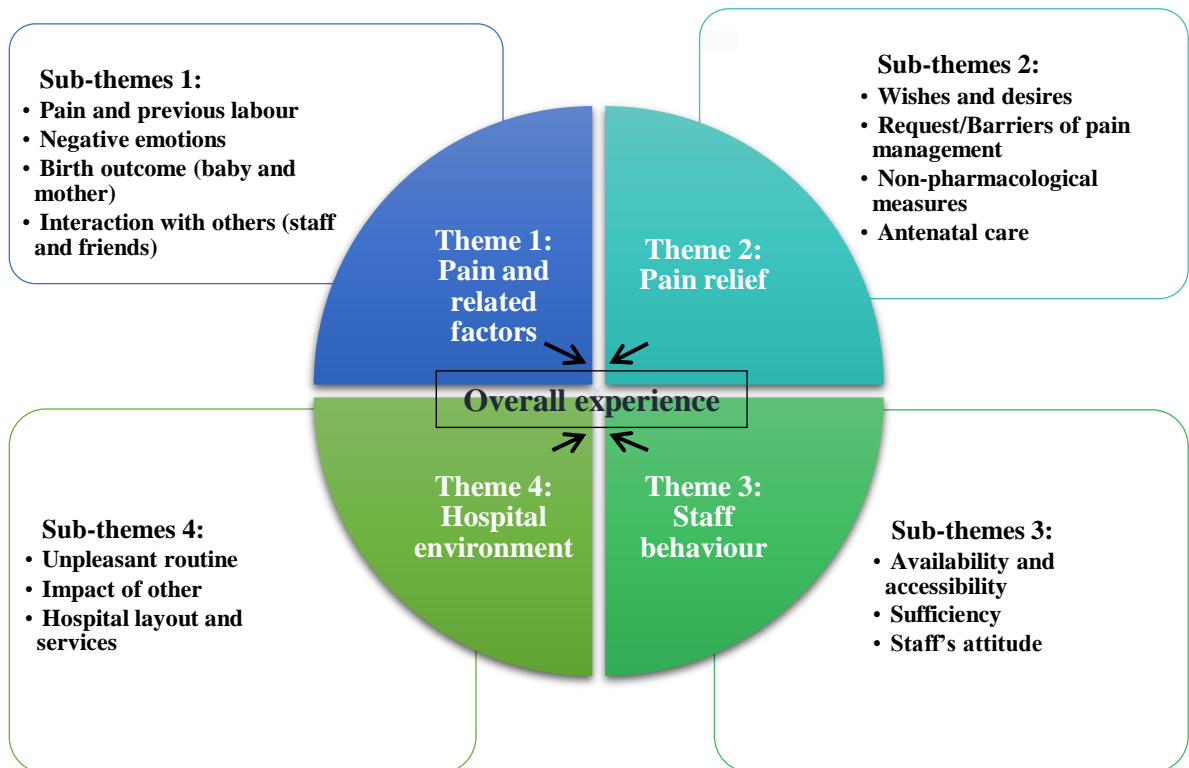 Sub-themes 1:
• Pain and previous labour
• Negative emotions
• Birth outcome (baby and
mother)
• Interaction with others (staff
and friends)
Sub-themes 2:
• Wishes and desires
• Request/Barriers of pain
management
• Non-pharmacological
measures
• Antenatal care
Theme 1:
Pain and
related
factors
Theme 2:
Pain relief
Overall experience
Theme 4:
Hospital
environment
Theme 3:
Staff
behaviour
Sub-themes 4:
• Unpleasant routine
• Impact of other
• Hospital layout and
services
Sub-themes 3:
• Availability and
accessibility
• Sufficiency
• Staff’s attitude